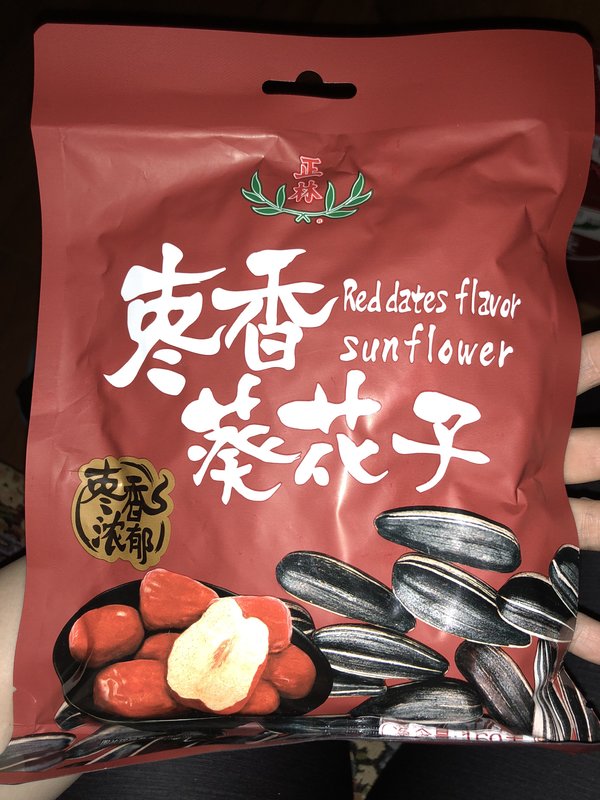 正
林
枣香
Red dates flavor
sunflower
葵花子
枣香
浓郁